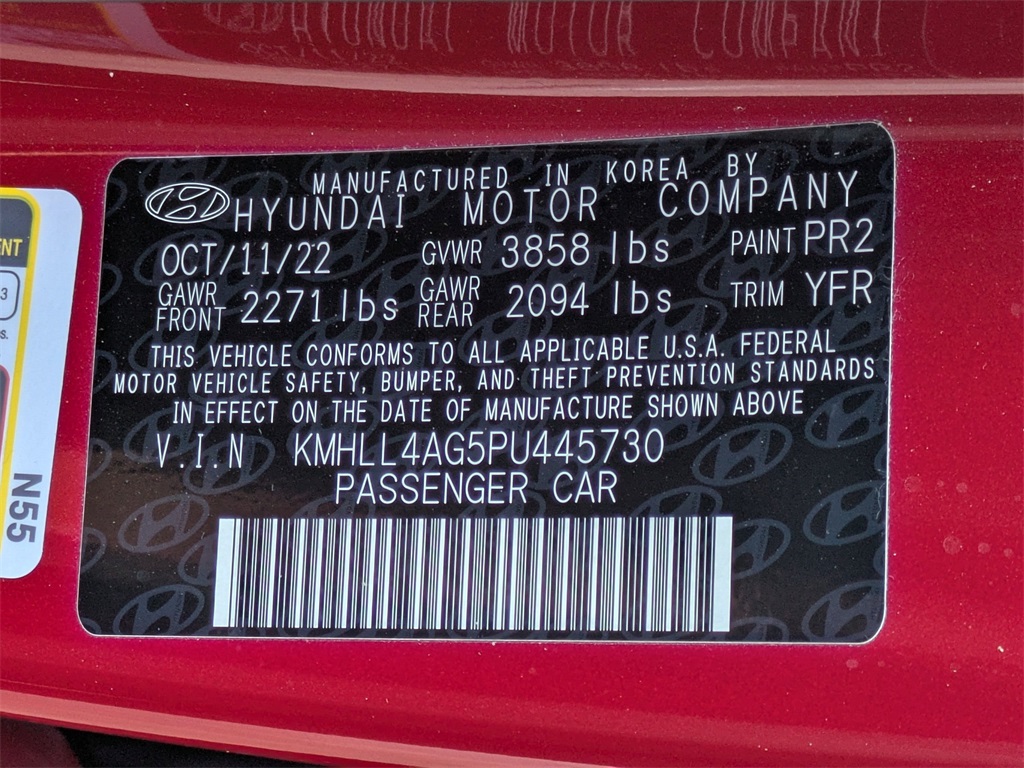 MANUFACTURED IN KOREA BY
HYUNDAI MOTOR COMPANY
OCT/11/22 GVWR 3858 lbs PAINT PR2
GAWR FRONT 2271 lbs GAWR REAR 2094 lbs TRIM YFR
THIS VEHICLE CONFORMS TO ALL APPLICABLE U.S.A. FEDERAL
MOTOR VEHICLE SAFETY, BUMPER, AND THEFT PREVENTION STANDARDS
IN EFFECT ON THE DATE OF MANUFACTURE SHOWN ABOVE
V.I.N KMHLL4AG5PU445730
PASSENGER CAR
N55